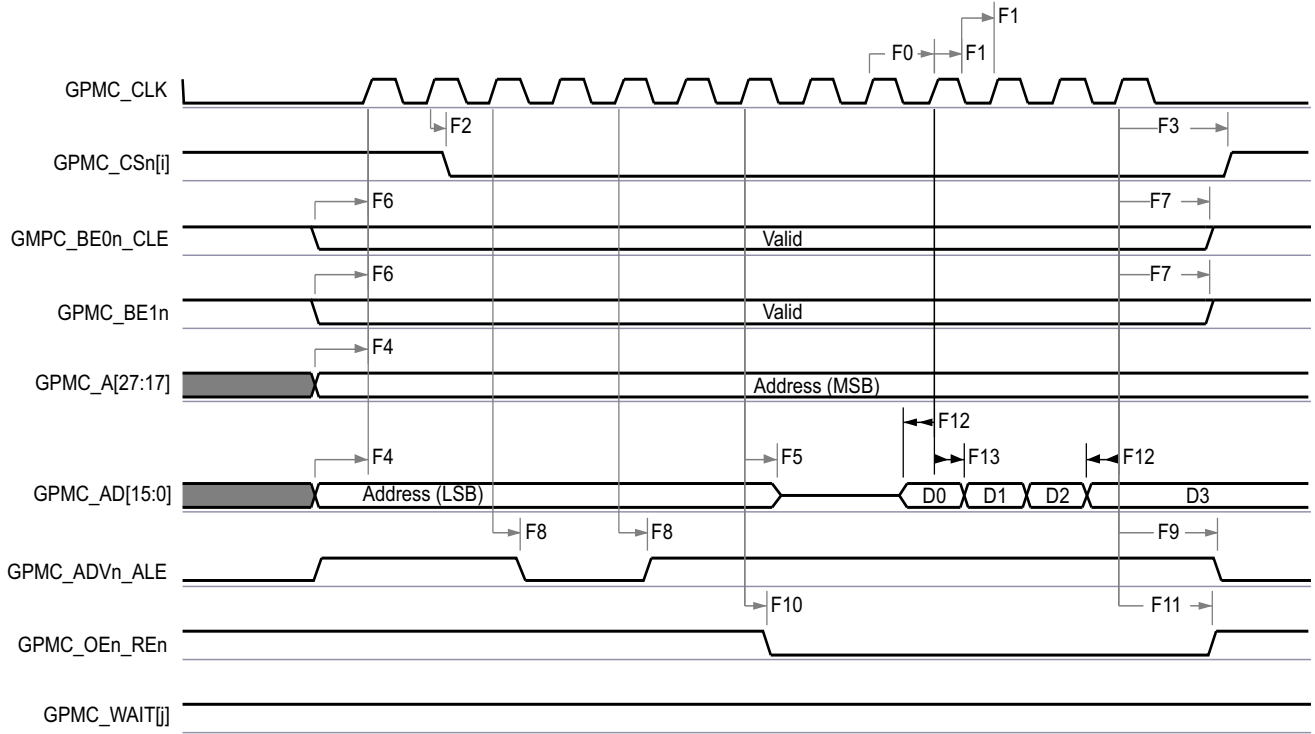 F1
F0 F1
GPMC_CLK
F2 F3
GPMC_CSn[i]
F6 F7
GMPC_BE0n_CLE Valid
F6 F7
GPMC_BE1n Valid
F4
GPMC_A[27:17] Address (MSB)
F12
F4 F5 F13 F12
GPMC_AD[15:0] Address (LSB) D0 D1 D2 D3
F8 F8 F9
GPMC_ADVn_ALE
F10 F11
GPMC_OEn_REn
GPMC_WAIT[j]